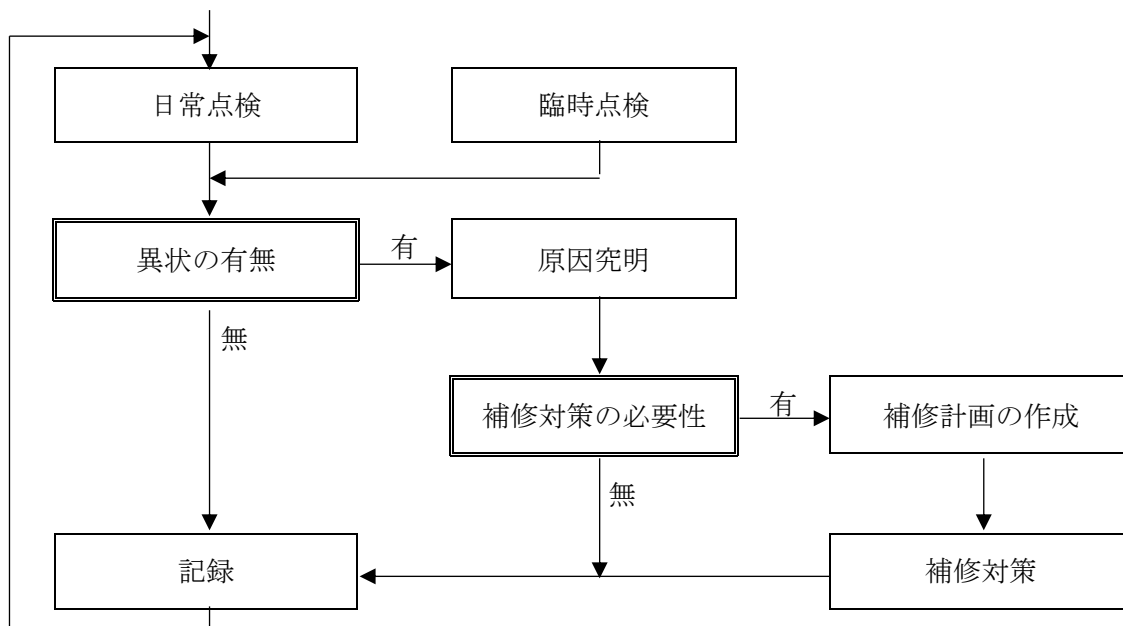 日常点検
臨時点検
異状の有無
有
原因究明
無
補修対策の必要性
有
補修計画の作成
無
記録
補修対策